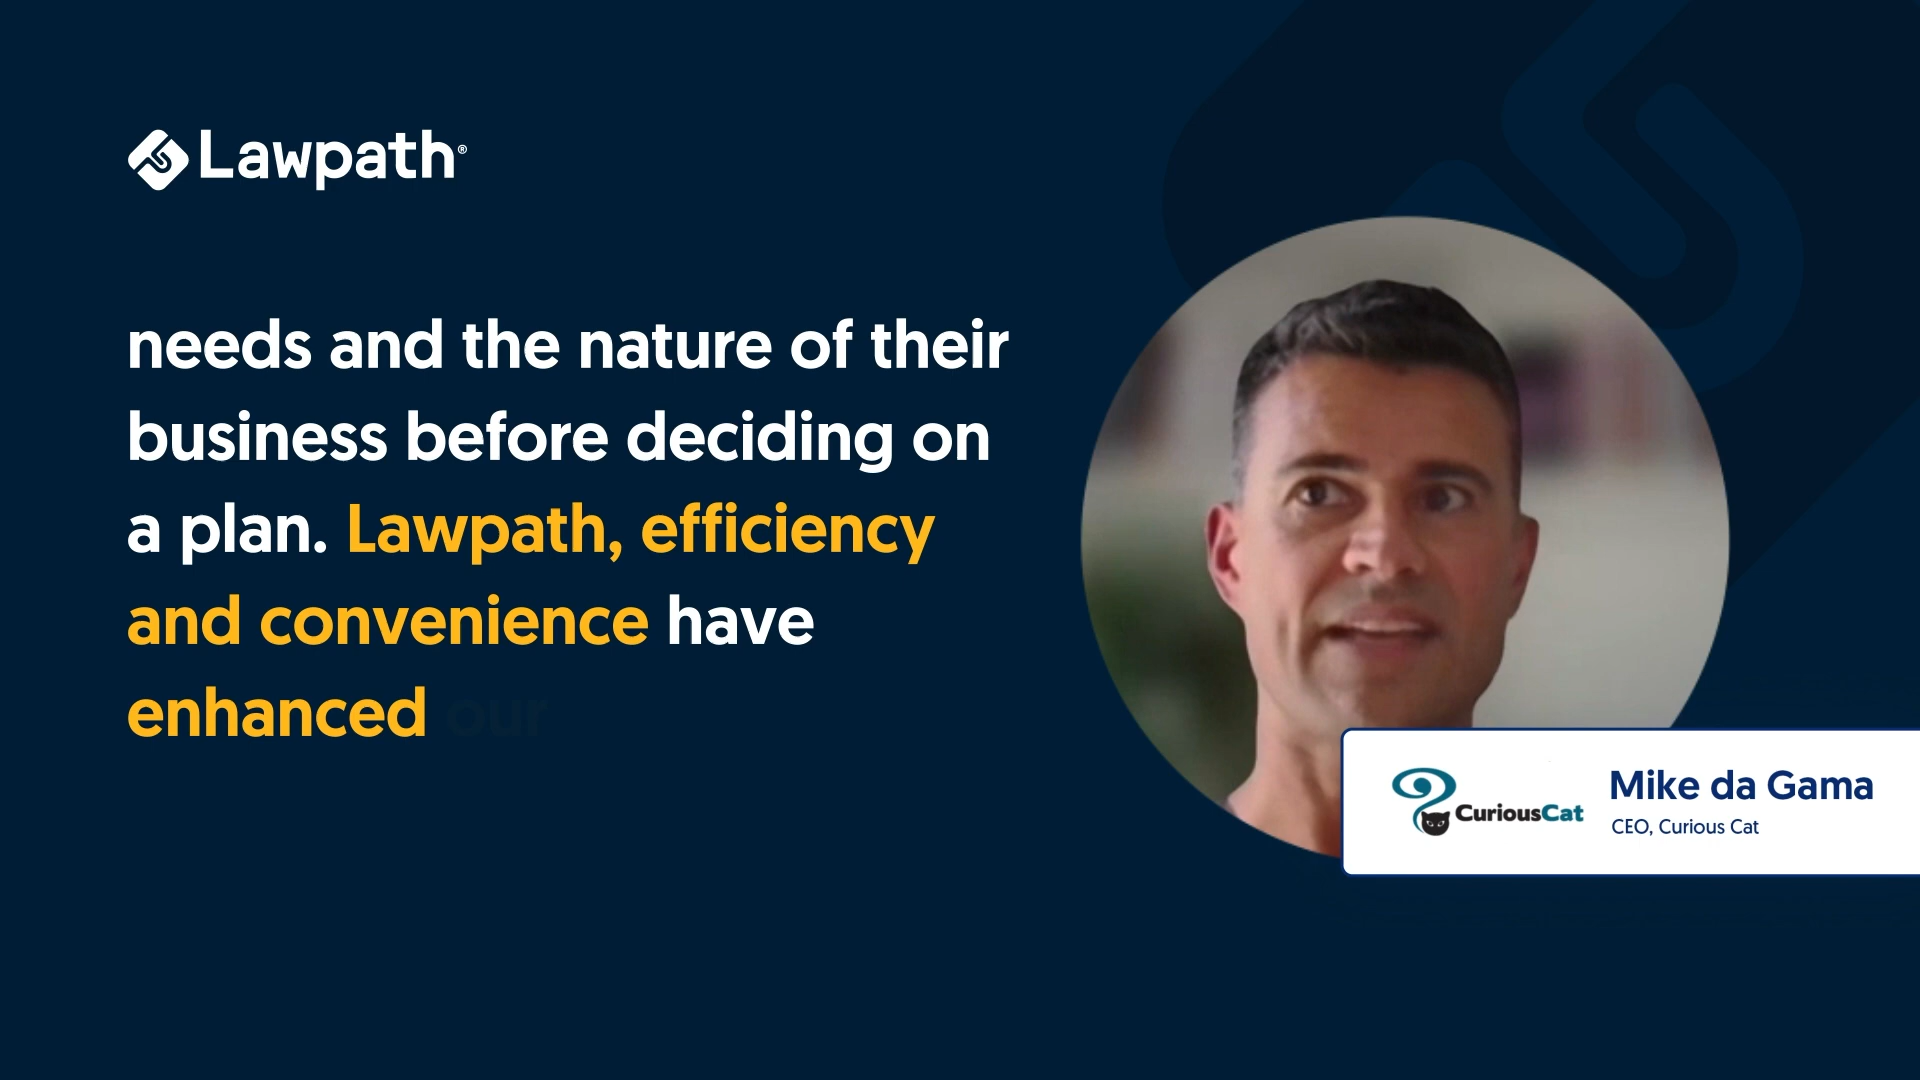 Lawpath®
needs and the nature of their
business before deciding on
a plan. Lawpath, efficiency
and convenience have
enhanced our
CuriousCat
Mike da Gama
CEO, Curious Cat